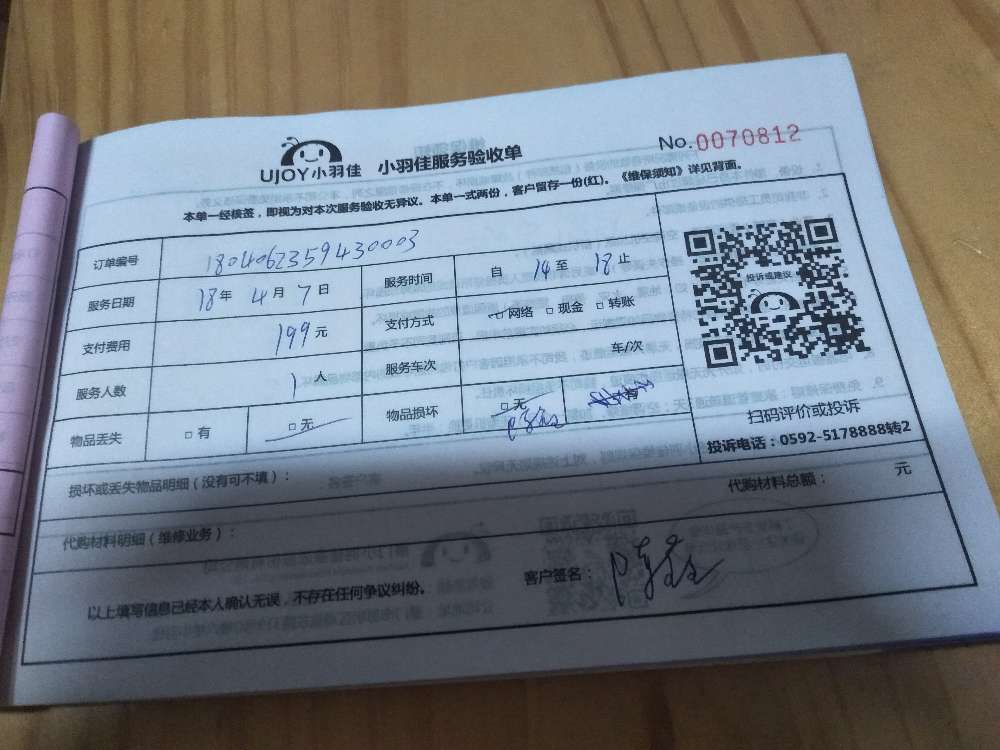 UJOY小羽佳 小羽佳服务验收单 No.0070812
本单一经核签，即视为对本次服务验收无异议。本单一式两份，客户留存一份(红)。《维保须知》详见背面。
订单编号 1804062359430003
服务日期 18年 4月 7日 服务时间 自 14 至 18 止
支付费用 199元 支付方式 □网络 □现金 □转账
服务人数 1人 服务车次 车/次
物品丢失 □有 □无 物品损坏 □无
投诉或建议
扫码评价或投诉
投诉电话：0592-5178888转2
损坏或丢失物品明细（没有可不填）：
代购材料明细（维修业务）： 代购材料总额： 元
以上填写信息已经本人确认无误，不存在任何争议纠纷。 客户签名：